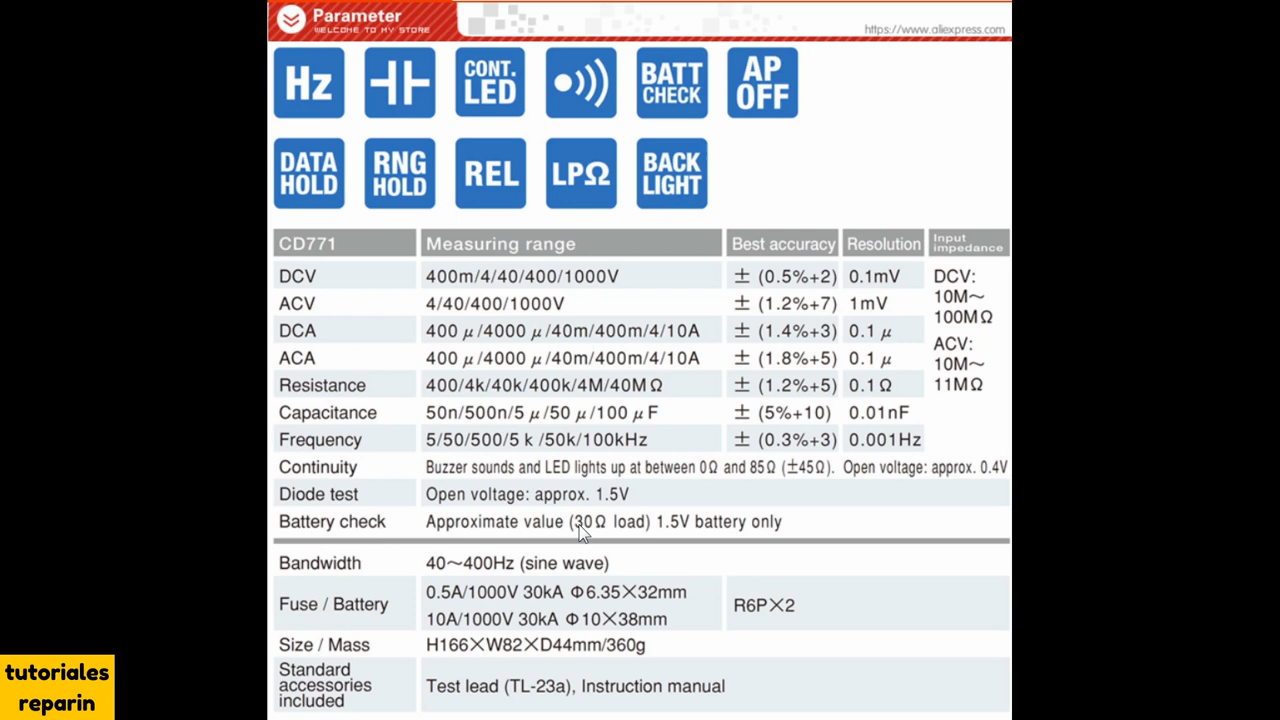 Parameter
WELCOME TO MY STORE
https://www.aliexpress.com
Hz
CONT. LED
BATT CHECK
AP OFF
DATA HOLD
RNG HOLD
REL
LPΩ
BACK LIGHT
CD771 Measuring range Best accuracy Resolution Input impedance
DCV 400m/4/40/400/1000V ± (0.5%+2) 0.1mV DCV:
10M～
100MΩ
ACV 4/40/400/1000V ± (1.2%+7) 1mV
DCA 400 μ/4000 μ/40m/400m/4/10A ± (1.4%+3) 0.1 μ
ACV:
10M～
11MΩ
ACA 400 μ/4000 μ/40m/400m/4/10A ± (1.8%+5) 0.1 μ
Resistance 400/4k/40k/400k/4M/40MΩ ± (1.2%+5) 0.1Ω
Capacitance 50n/500n/5 μ/50 μ/100 μF ± (5%+10) 0.01nF
Frequency 5/50/500/5 k /50k/100kHz ± (0.3%+3) 0.001Hz
Continuity Buzzer sounds and LED lights up at between 0Ω and 85Ω (±45Ω). Open voltage: approx. 0.4V
Diode test Open voltage: approx. 1.5V
Battery check Approximate value (30Ω load) 1.5V battery only
Bandwidth 40～400Hz (sine wave)
Fuse / Battery 0.5A/1000V 30kA Φ6.35×32mm
10A/1000V 30kA Φ10×38mm
R6P×2
Size / Mass H166×W82×D44mm/360g
Standard
accessories
included
Test lead (TL-23a), Instruction manual
tutoriales
reparin